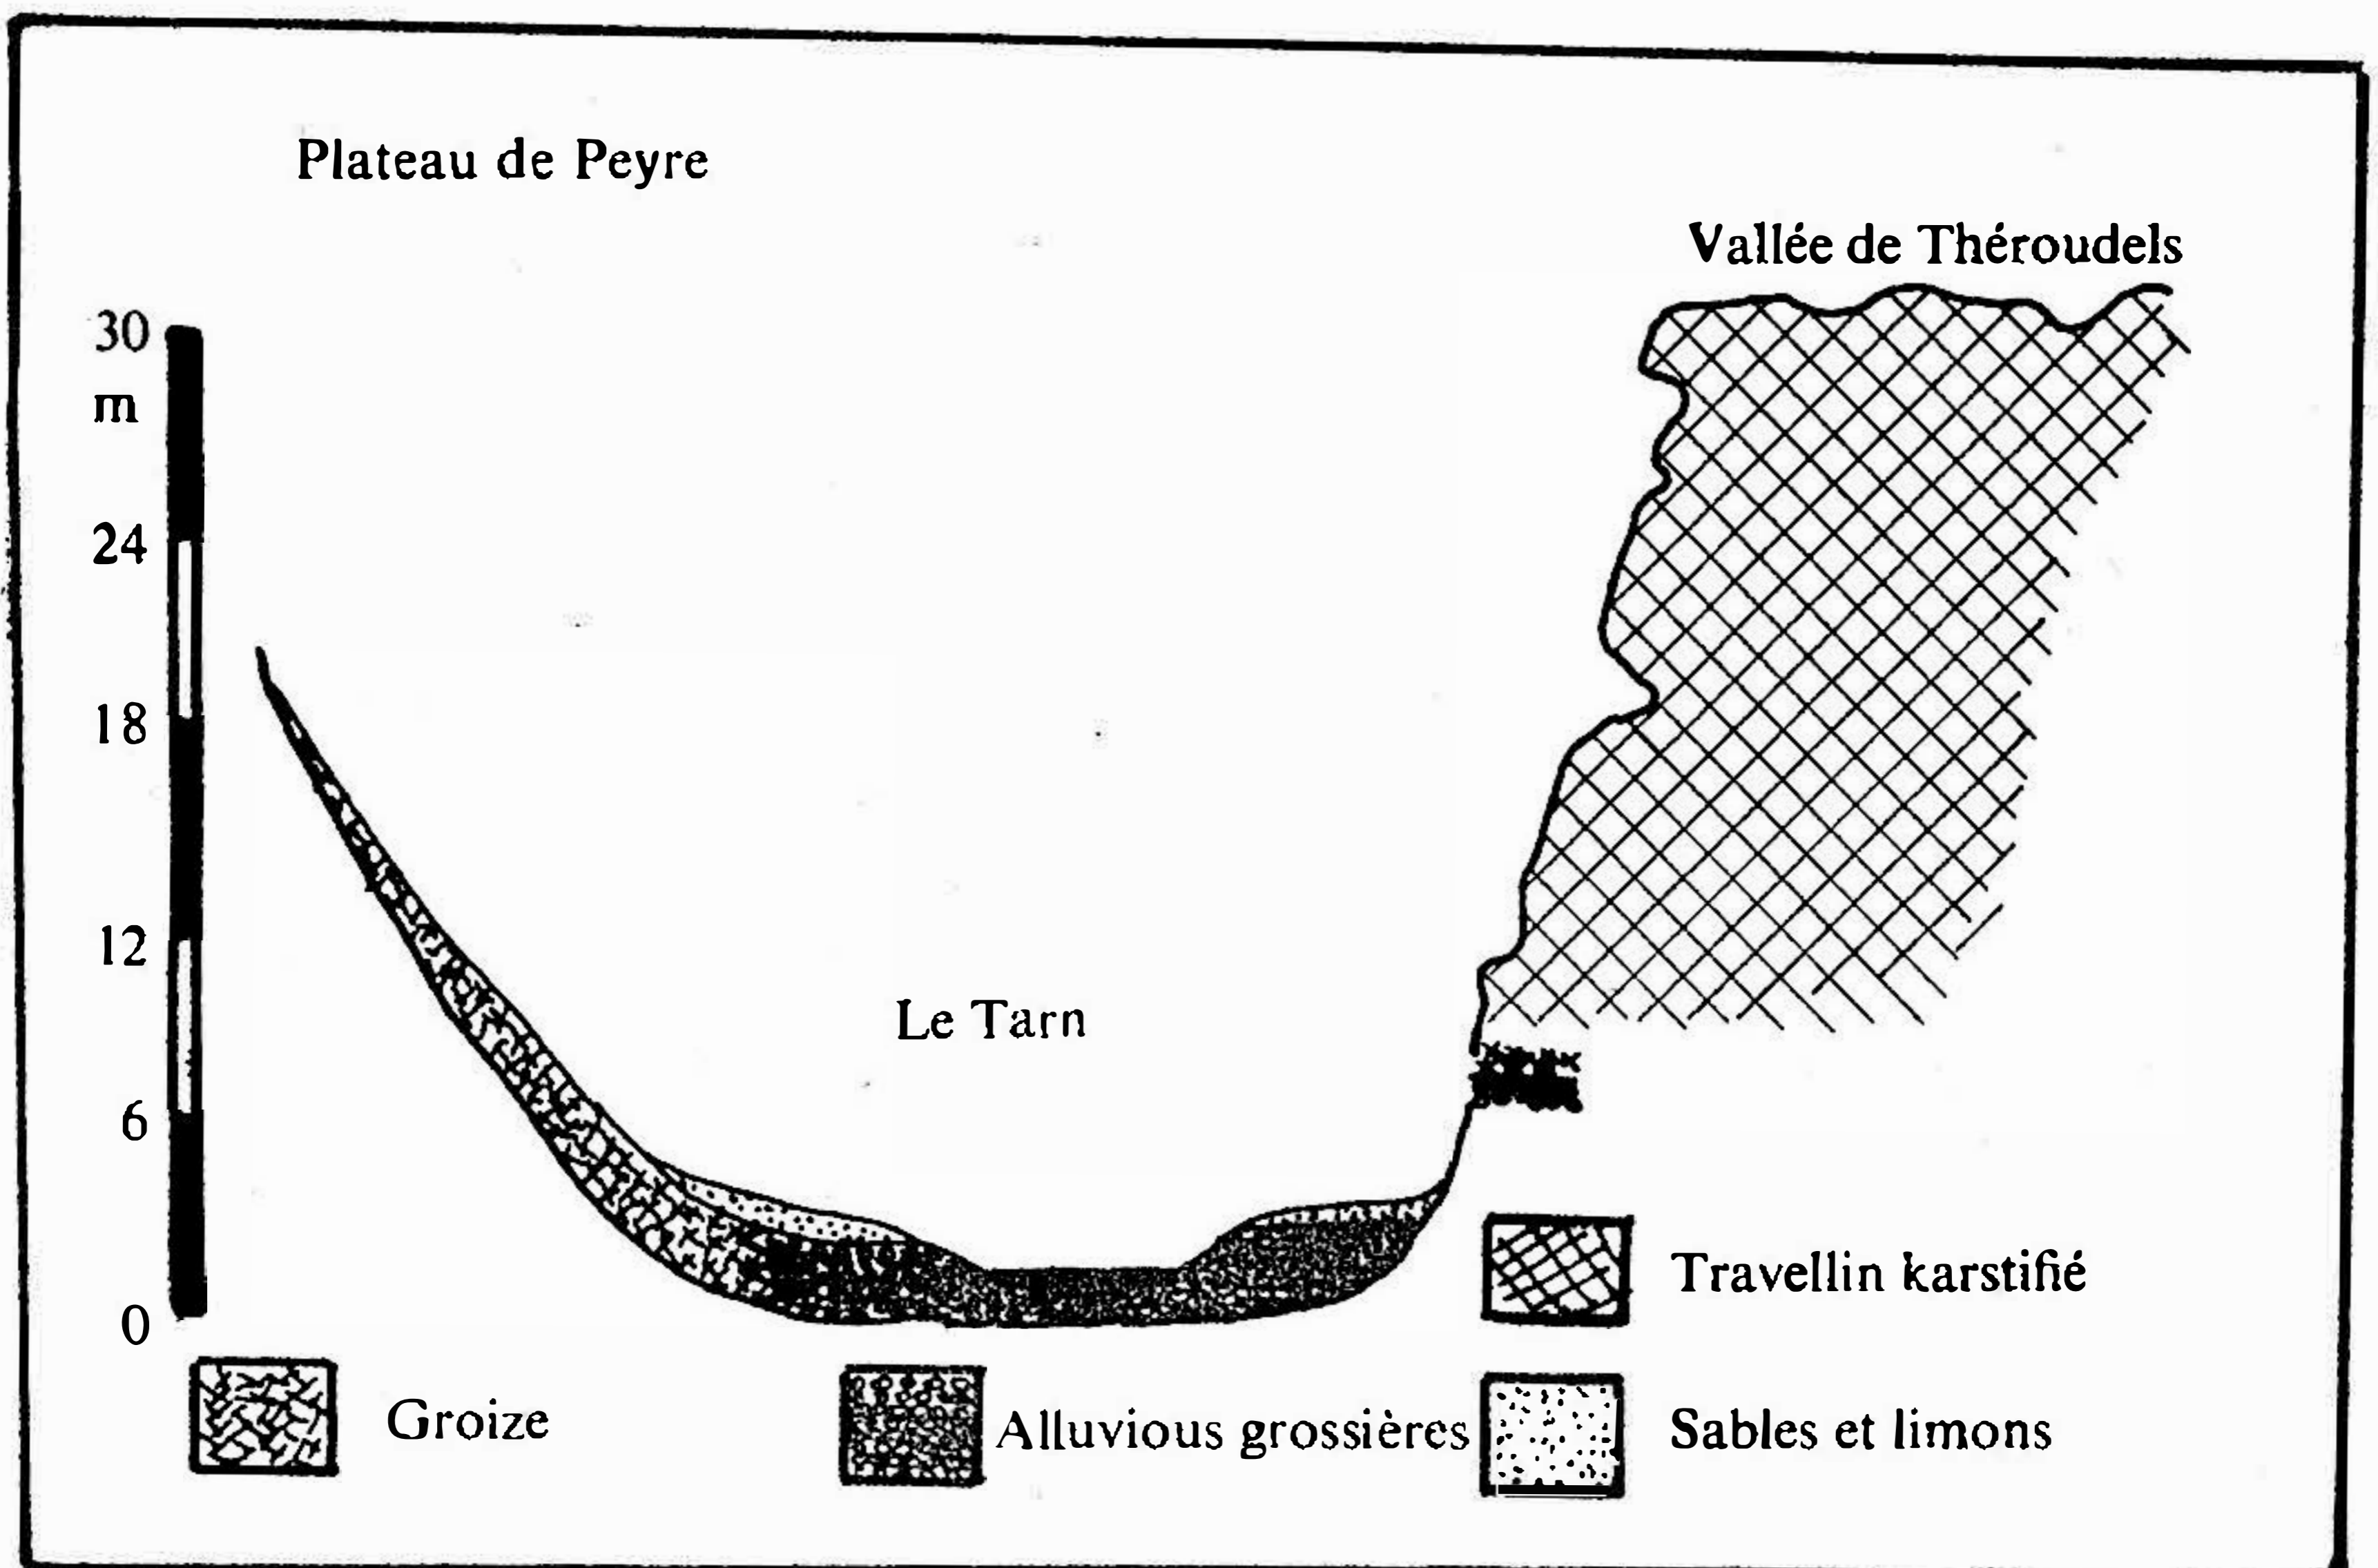 Plateau de Peyre
Vallée de Théroudels
30
m
24
18
12
6
0
Le Tarn
Travellin karstifié
Groize
Alluvious grossières
Sables et limons